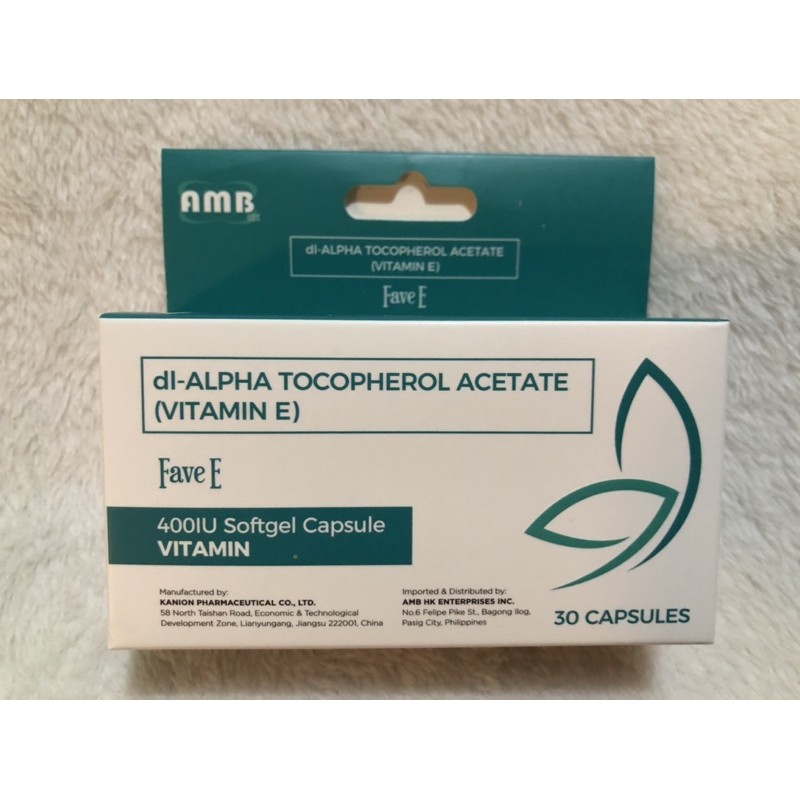 AMB
dl-ALPHA TOCOPHEROL ACETATE
(VITAMIN E)
Fave E
dl-ALPHA TOCOPHEROL ACETATE
(VITAMIN E)
Fave E
400IU Softgel Capsule
VITAMIN
Manufactured by:
KANION PHARMACEUTICAL CO., LTD.
58 North Taishan Road, Economic & Technological
Development Zone, Lianyungang, Jiangsu 222001, China
Imported & Distributed by:
AMB HK ENTERPRISES INC.
No.6 Felipe Pike St., Bagong Ilog,
Pasig City, Philippines
30 CAPSULES